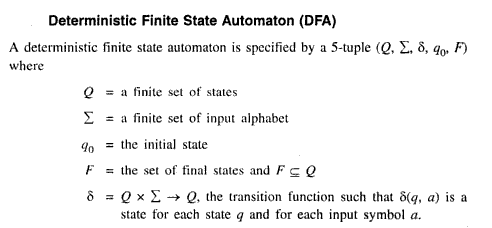 Deterministic Finite State Automaton (DFA)
A deterministic finite state automaton is specified by a 5-tuple (Q, Σ, δ, q₀, F)
where
Q = a finite set of states
Σ = a finite set of input alphabet
q₀ = the initial state
F = the set of final states and F ⊆ Q
δ = Q × Σ → Q, the transition function such that δ(q, a) is a
state for each state q and for each input symbol a.